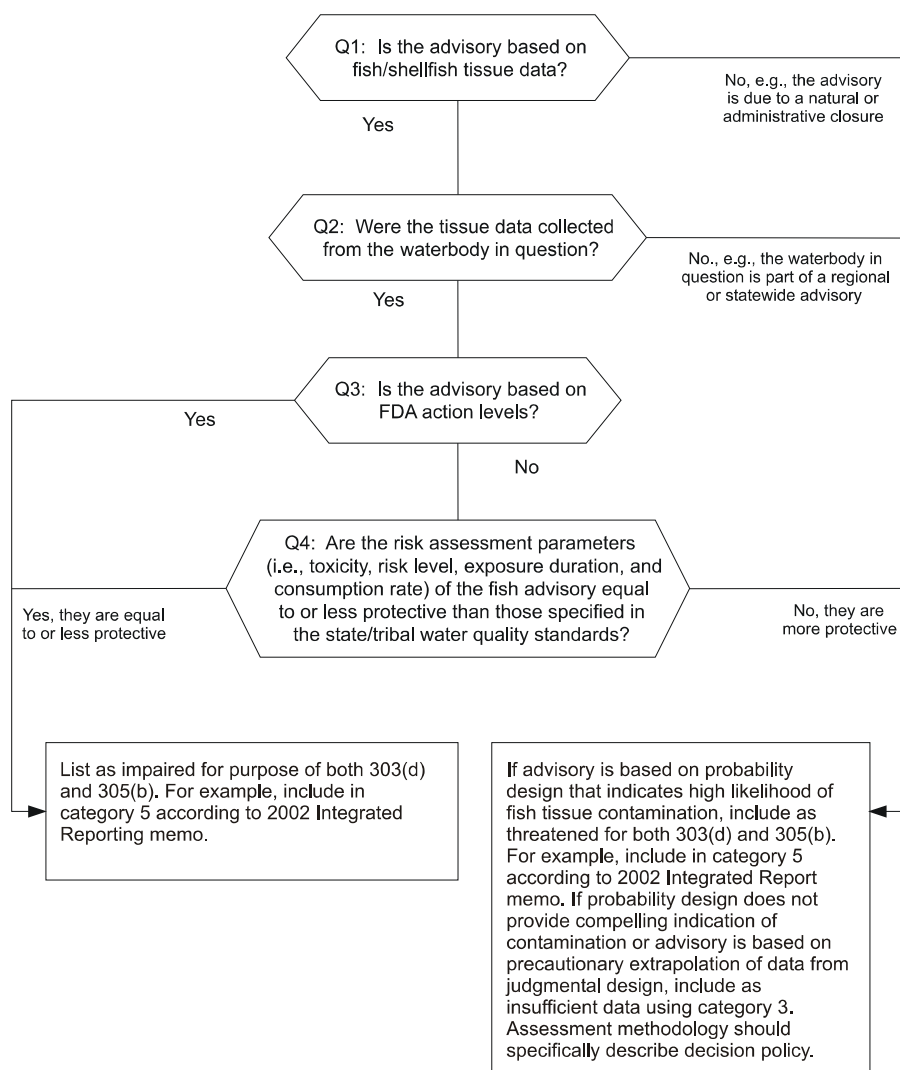 Q1: Is the advisory based on
fish/shellfish tissue data?
No, e.g., the advisory
is due to a natural or
administrative closure
Yes
Q2: Were the tissue data collected
from the waterbody in question?
No., e.g., the waterbody in
question is part of a regional
or statewide advisory
Yes
Q3: Is the advisory based on
FDA action levels?
Yes
No
Q4: Are the risk assessment parameters
(i.e., toxicity, risk level, exposure duration, and
consumption rate) of the fish advisory equal
to or less protective than those specified in
the state/tribal water quality standards?
Yes, they are equal
to or less protective
No, they are
more protective
List as impaired for purpose of both 303(d)
and 305(b). For example, include in
category 5 according to 2002 Integrated
Reporting memo.
If advisory is based on probability
design that indicates high likelihood of
fish tissue contamination, include as
threatened for both 303(d) and 305(b).
For example, include in category 5
according to 2002 Integrated Report
memo. If probability design does not
provide compelling indication of
contamination or advisory is based on
precautionary extrapolation of data from
judgmental design, include as
insufficient data using category 3.
Assessment methodology should
specifically describe decision policy.